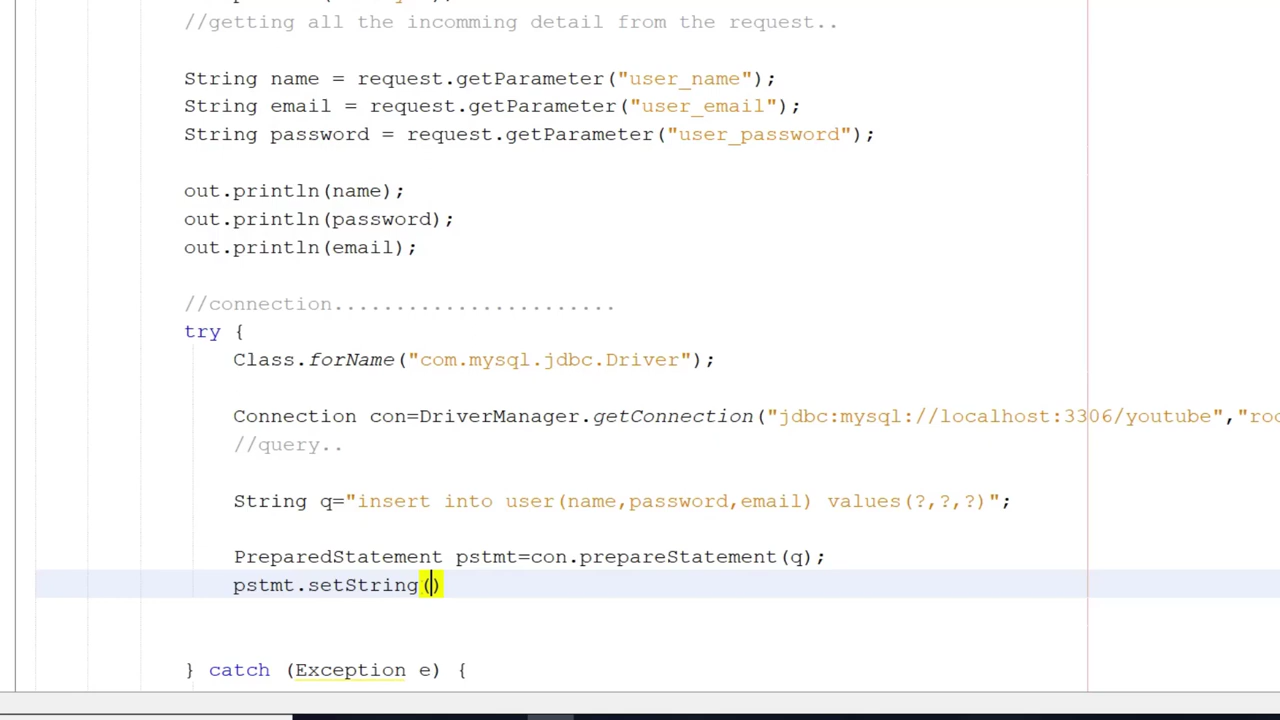 //getting all the incomming detail from the request..
String name = request.getParameter("user_name");
String email = request.getParameter("user_email");
String password = request.getParameter("user_password");
out.println(name);
out.println(password);
out.println(email);
//connection.......................
try {
Class.forName("com.mysql.jdbc.Driver");
Connection con=DriverManager.getConnection("jdbc:mysql://localhost:3306/youtube","roo
//query..
String q="insert into user(name,password,email) values(?,?,?)";
PreparedStatement pstmt=con.prepareStatement(q);
pstmt.setString()
} catch (Exception e) {